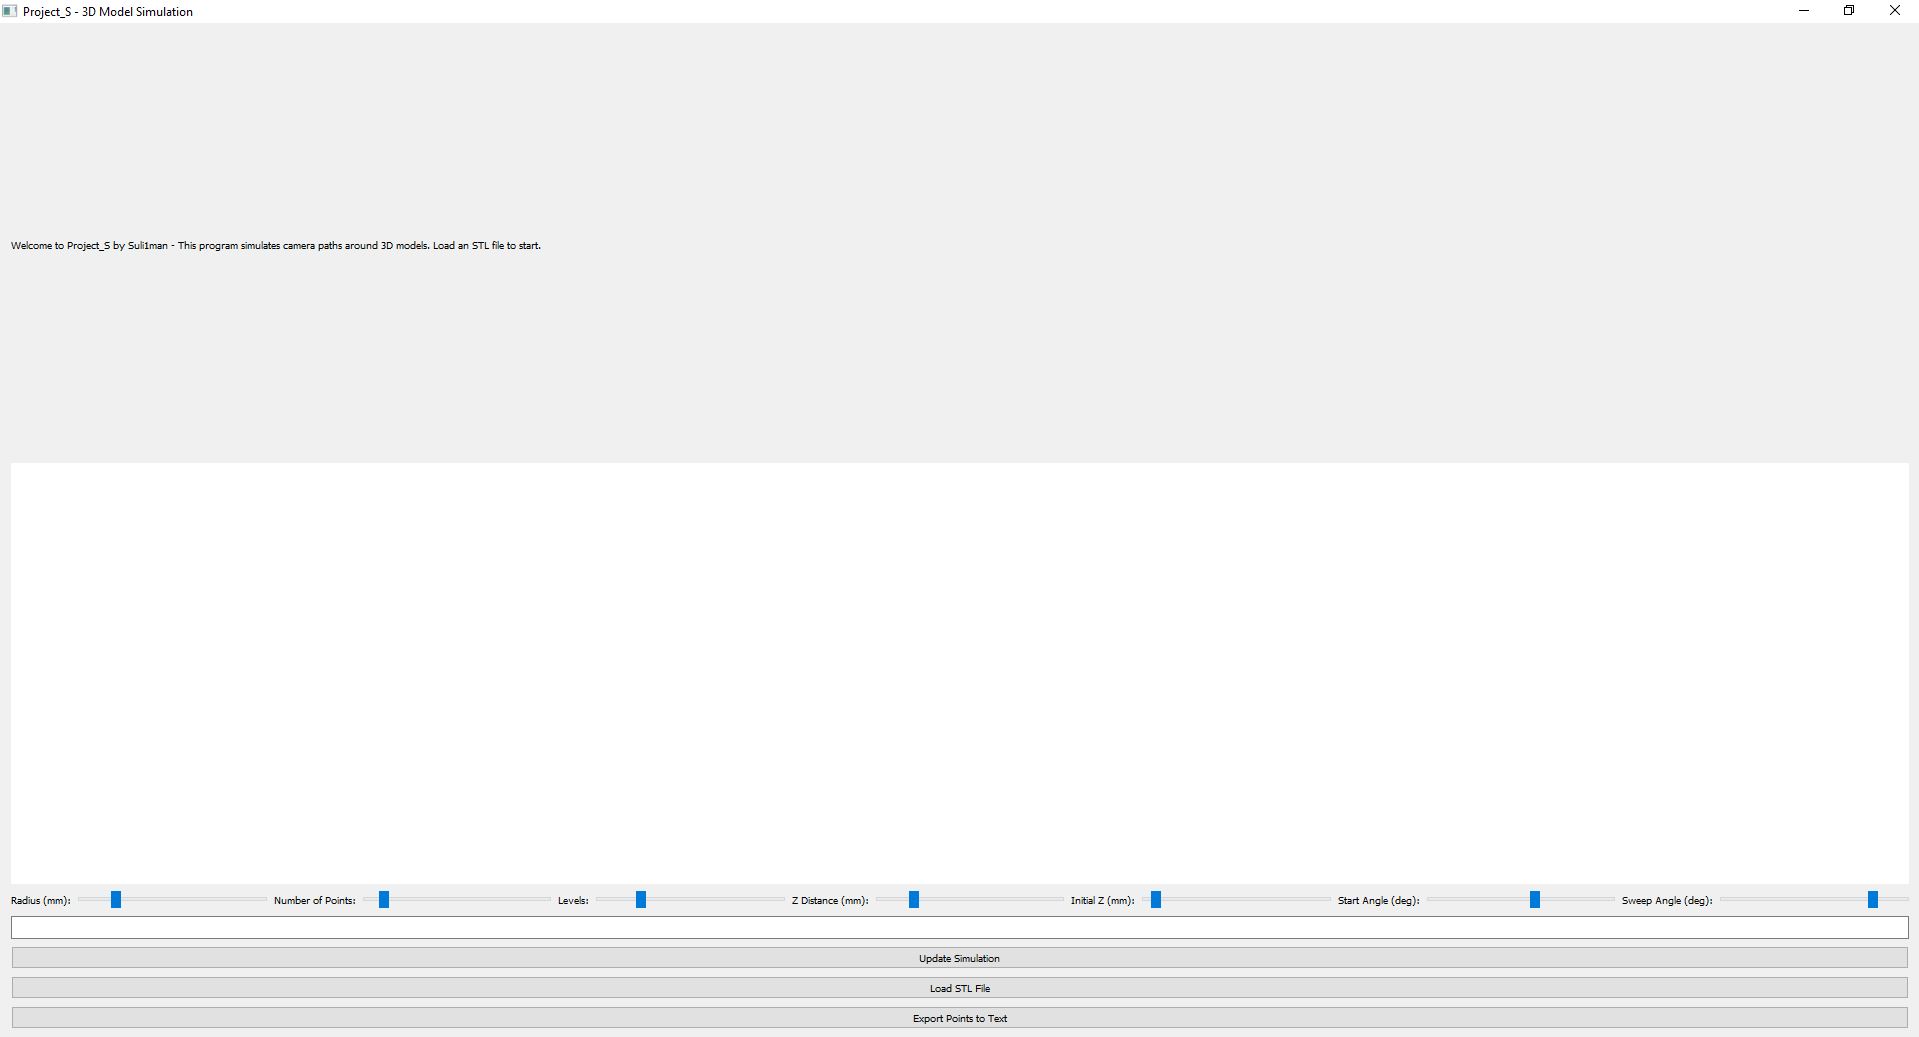 Project_S - 3D Model Simulation
Welcome to Project_S by Suli1man - This program simulates camera paths around 3D models. Load an STL file to start.
Radius (mm): Number of Points: Levels: Z Distance (mm): Initial Z (mm): Start Angle (deg): Sweep Angle (deg):
Update Simulation
Load STL File
Export Points to Text